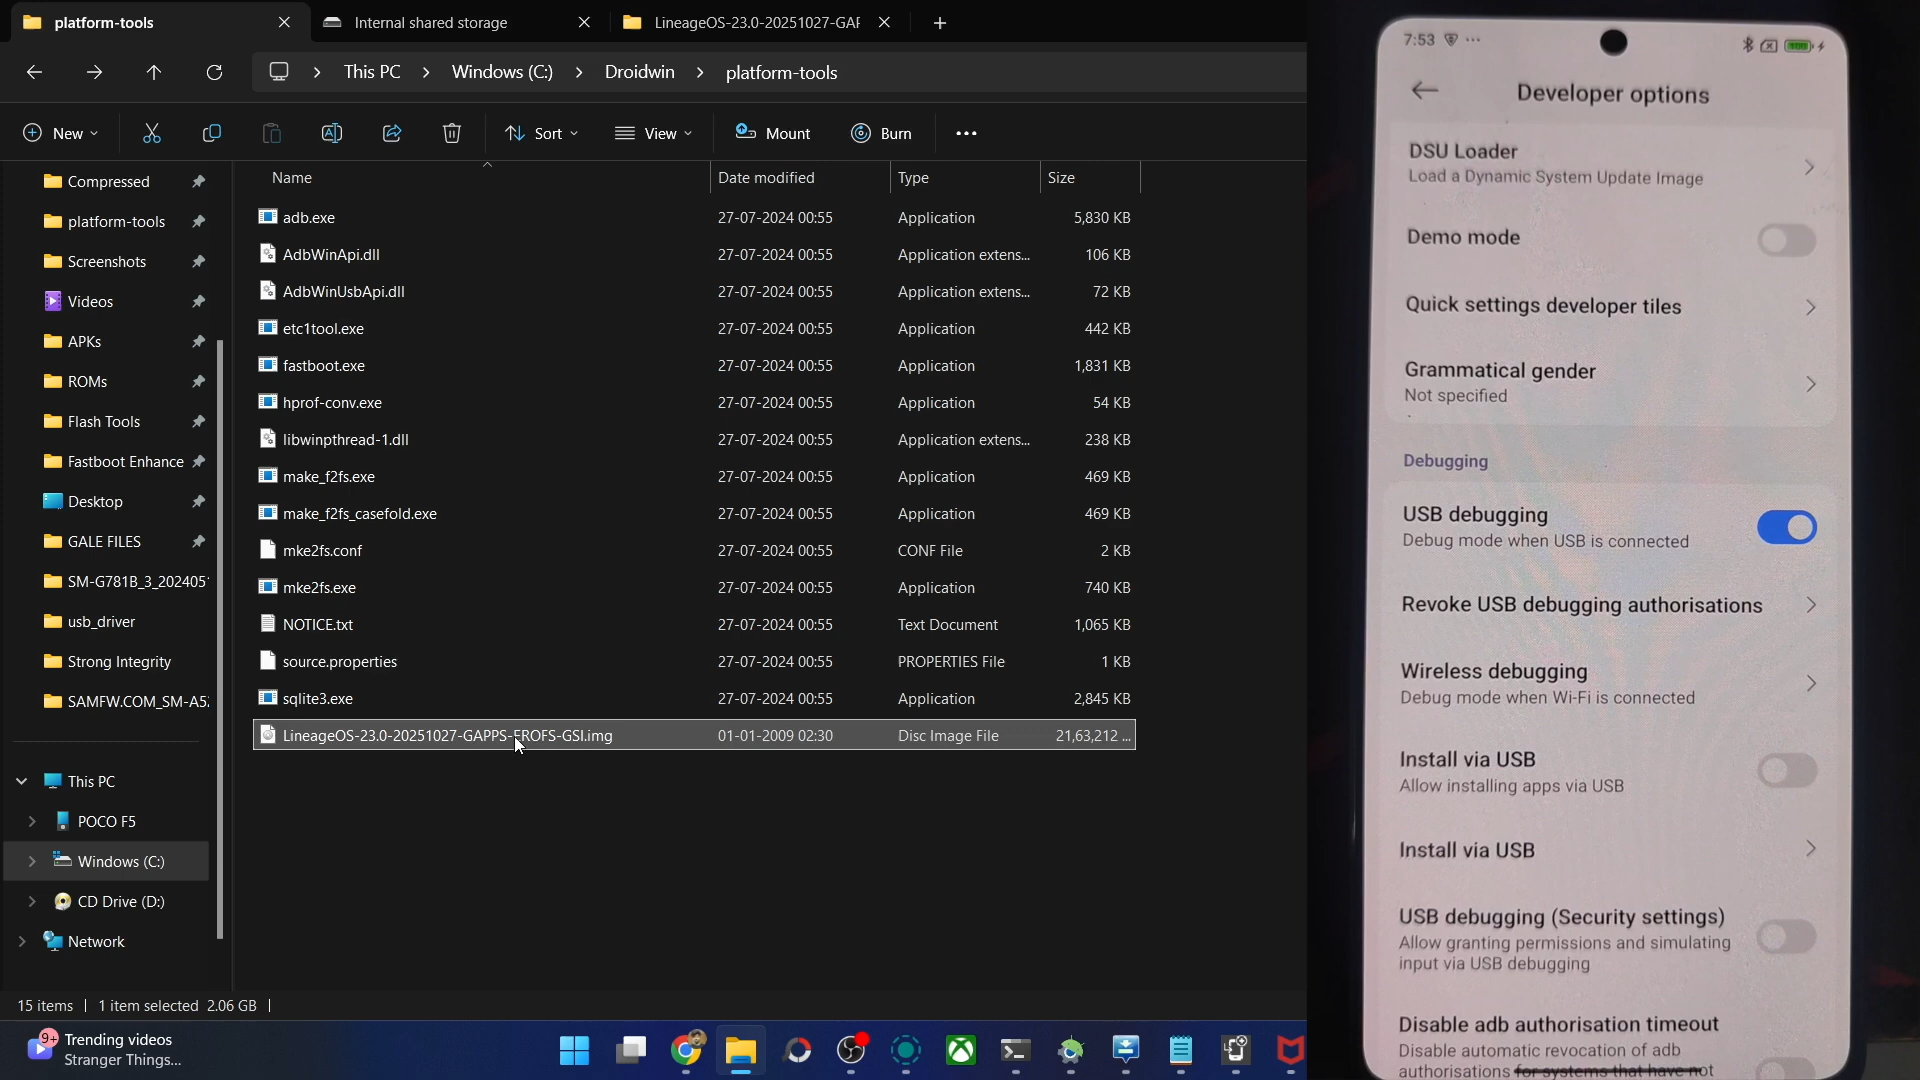 platform-tools
Internal shared storage
LineageOS-23.0-20251027-GAP
This PC
Windows (C:)
Droidwin
platform-tools
New
Sort
View
Mount
Burn
Name
Date modified
Type
Size
adb.exe
27-07-2024 00:55
Application
5,830 KB
AdbWinApi.dll
27-07-2024 00:55
Application extens...
106 KB
AdbWinUsbApi.dll
27-07-2024 00:55
Application extens...
72 KB
etc1tool.exe
27-07-2024 00:55
Application
442 KB
fastboot.exe
27-07-2024 00:55
Application
1,831 KB
hprof-conv.exe
27-07-2024 00:55
Application
54 KB
libwinpthread-1.dll
27-07-2024 00:55
Application extens...
238 KB
make_f2fs.exe
27-07-2024 00:55
Application
469 KB
make_f2fs_casefold.exe
27-07-2024 00:55
Application
469 KB
mke2fs.conf
27-07-2024 00:55
CONF File
2 KB
mke2fs.exe
27-07-2024 00:55
Application
740 KB
NOTICE.txt
27-07-2024 00:55
Text Document
1,065 KB
source.properties
27-07-2024 00:55
PROPERTIES File
1 KB
sqlite3.exe
27-07-2024 00:55
Application
2,845 KB
LineageOS-23.0-20251027-GAPPS-EROFS-GSI.img
01-01-2009 02:30
Disc Image File
21,63,212 ...
Compressed
platform-tools
Screenshots
Videos
APKs
ROMs
Flash Tools
Fastboot Enhance
Desktop
GALE FILES
SM-G781B_3_202405
usb_driver
Strong Integrity
SAMFW.COM_SM-A5
This PC
POCO F5
Windows (C:)
CD Drive (D:)
Network
15 items
1 item selected 2.06 GB
9+
Trending videos
Stranger Things...
7:53
Developer options
DSU Loader
Load a Dynamic System Update Image
Demo mode
Quick settings developer tiles
Grammatical gender
Not specified
Debugging
USB debugging
Debug mode when USB is connected
Revoke USB debugging authorisations
Wireless debugging
Debug mode when Wi-Fi is connected
Install via USB
Allow installing apps via USB
Install via USB
USB debugging (Security settings)
Allow granting permissions and simulating
input via USB debugging
Disable adb authorisation timeout
Disable automatic revocation of adb
authorisations for systems that have not